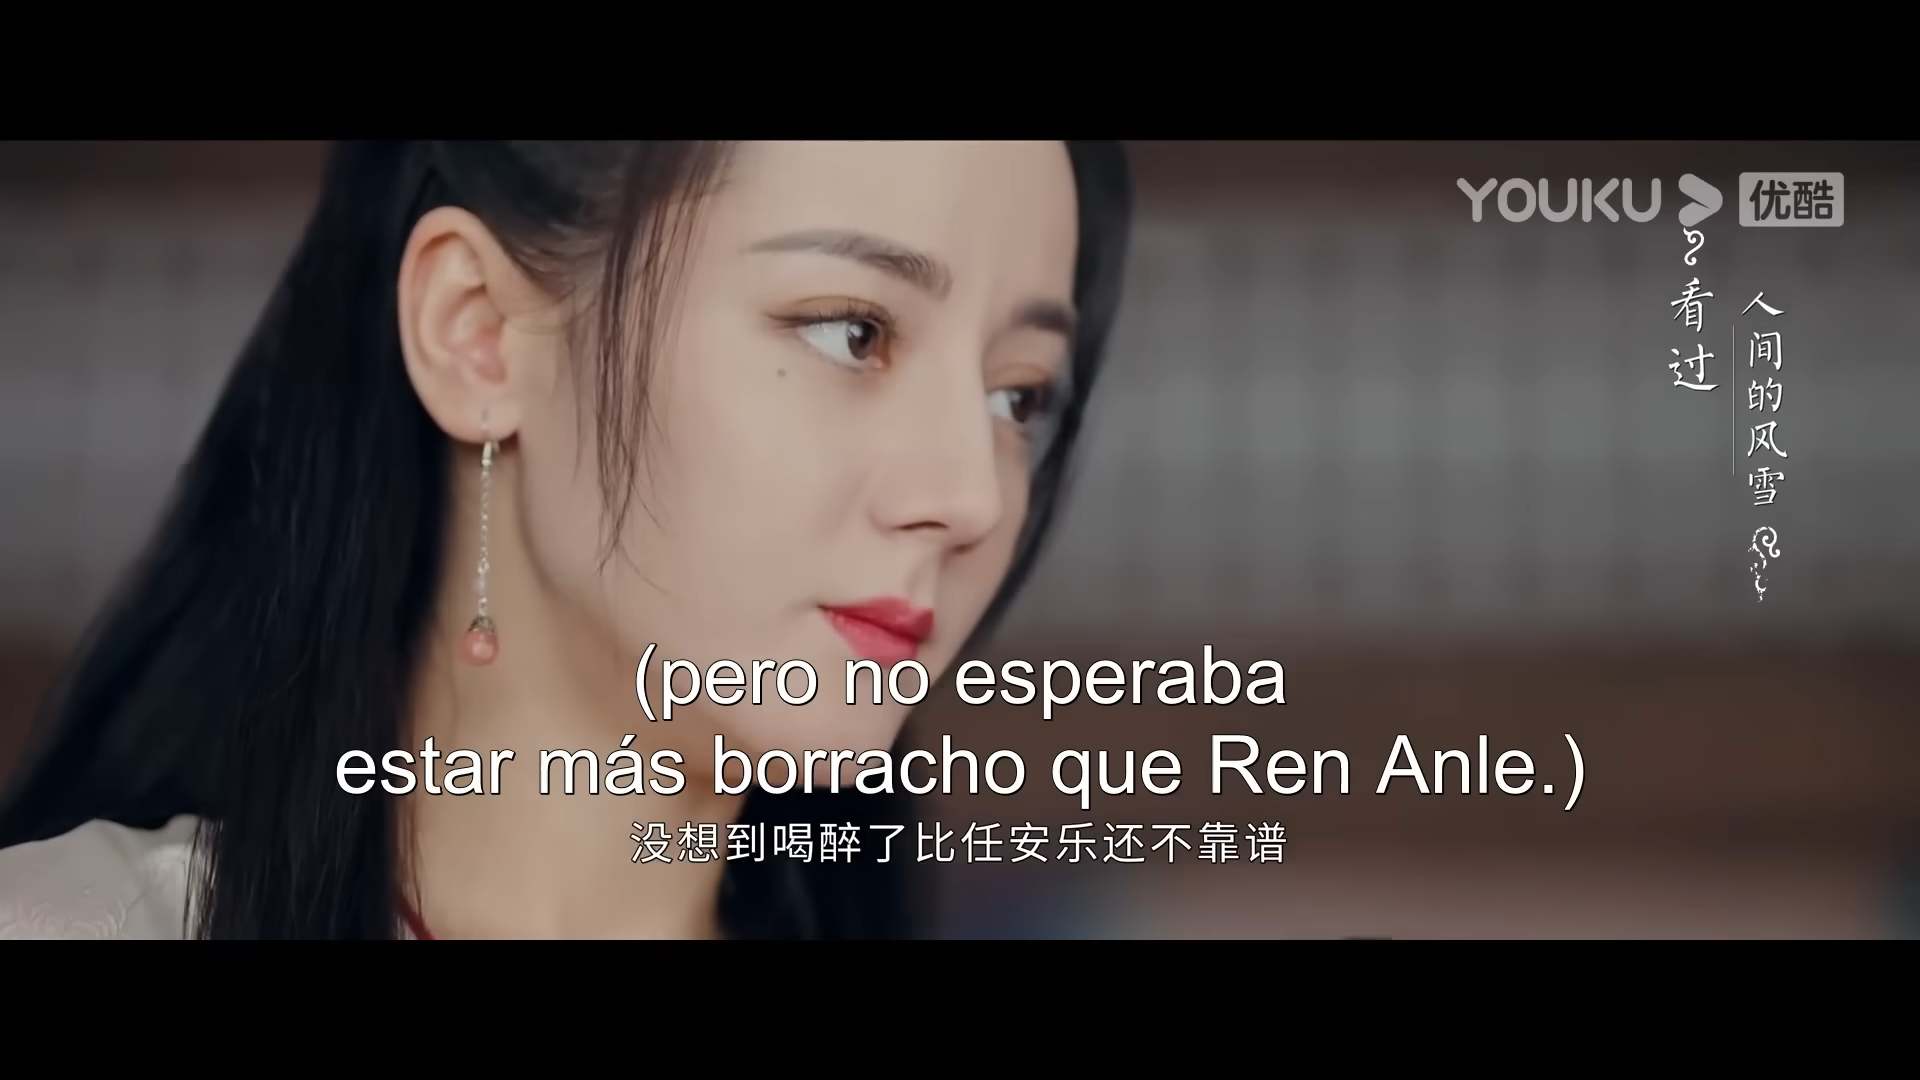 YOUKU 优酷
看过
人间的风雪
(pero no esperaba
estar más borracho que Ren Anle.)
没想到喝醉了比任安乐还不靠谱